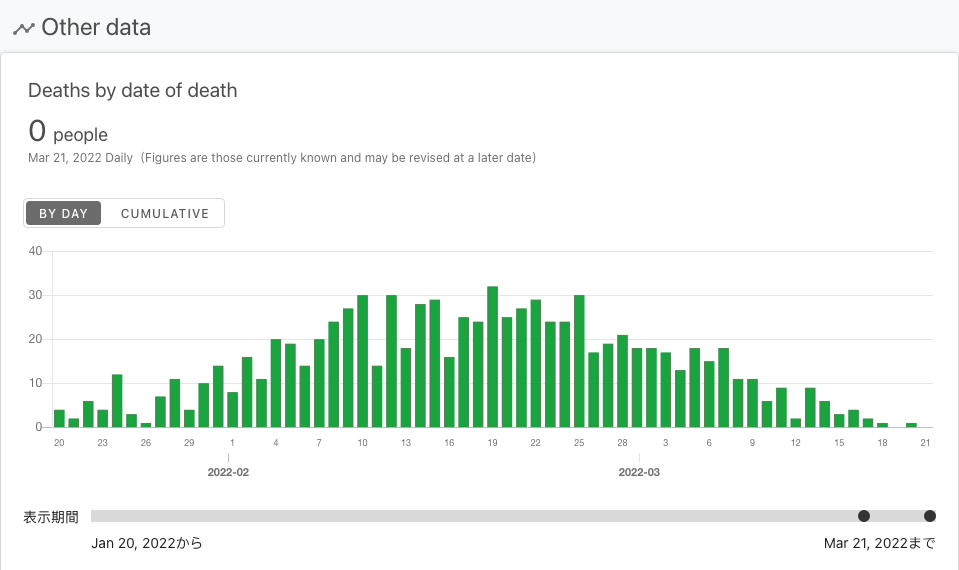 Other data
Deaths by date of death
0 people
Mar 21, 2022 Daily (Figures are those currently known and may be revised at a later date)
BY DAY CUMULATIVE
40
30
20
10
0
20 23 26 29 1 4 7 10 13 16 19 22 25 28 3 6 9 12 15 18 21
2022-02 2022-03
表示期間
Jan 20, 2022から Mar 21, 2022まで